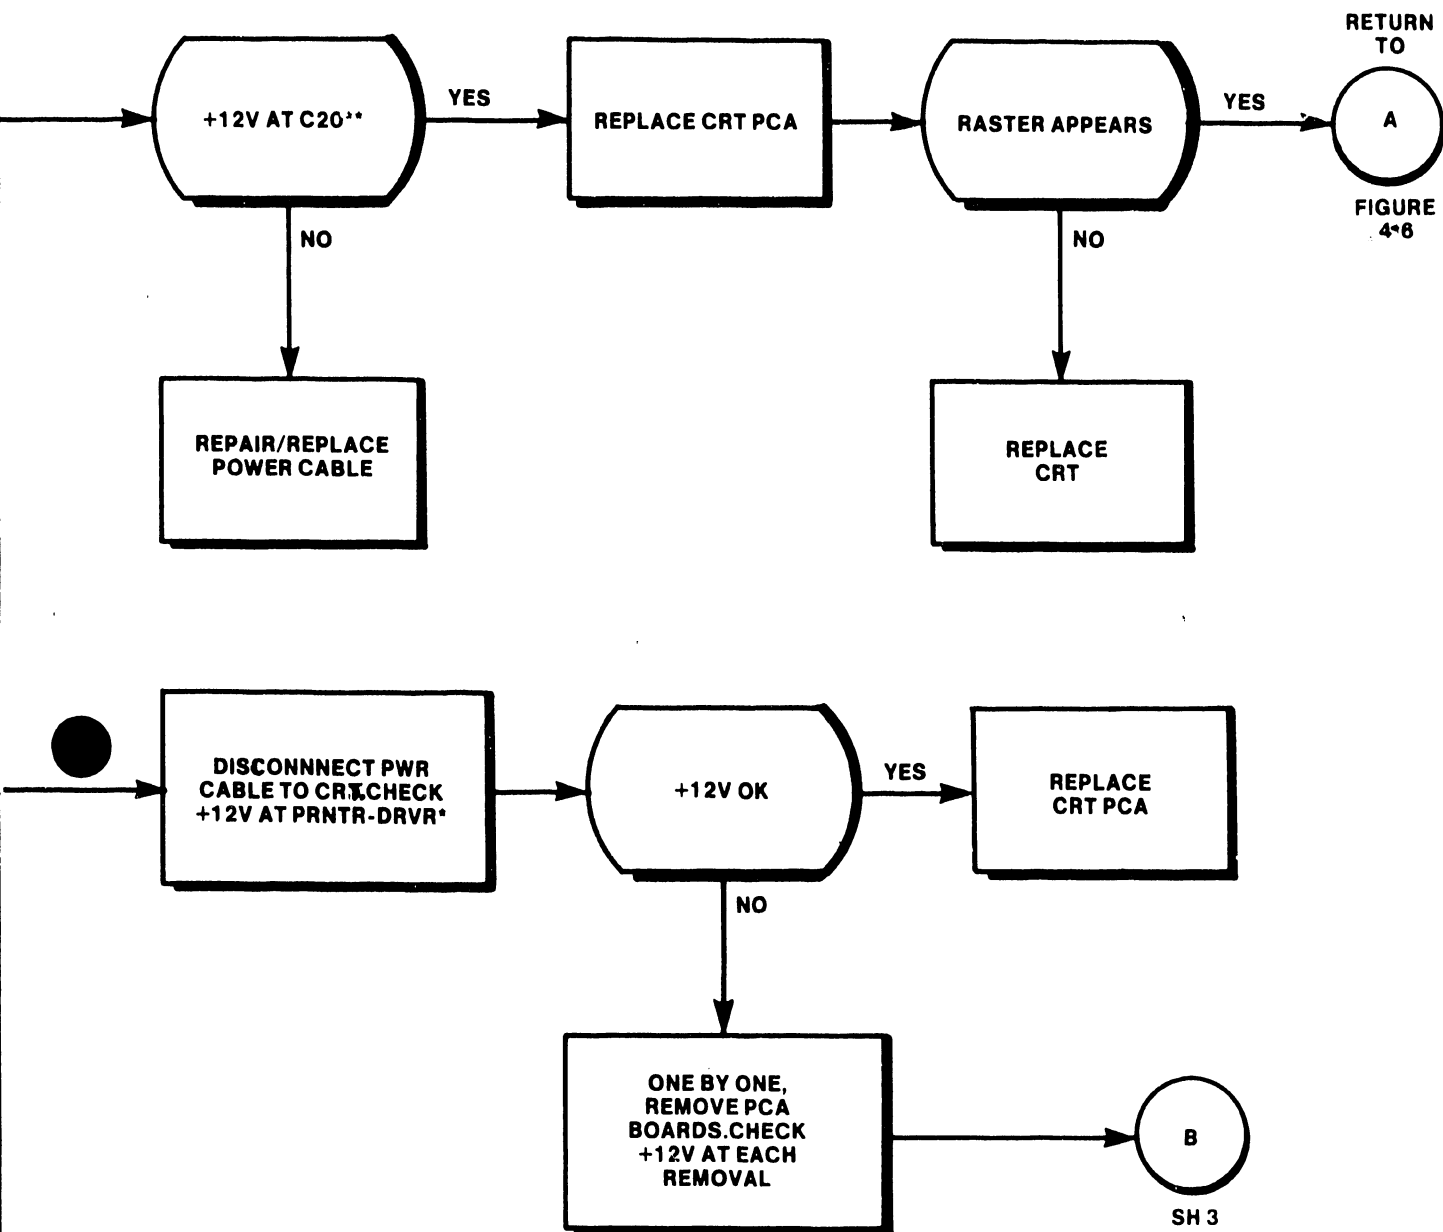 RETURN
TO
+12V AT C20**
YES
REPLACE CRT PCA
RASTER APPEARS
YES
A
FIGURE
4-6
NO
NO
REPAIR/REPLACE
POWER CABLE
REPLACE
CRT
DISCONNNECT PWR
CABLE TO CRT.CHECK
+12V AT PRNTR-DRVR*
+12V OK
YES
REPLACE
CRT PCA
NO
ONE BY ONE,
REMOVE PCA
BOARDS.CHECK
+12V AT EACH
REMOVAL
B
SH 3